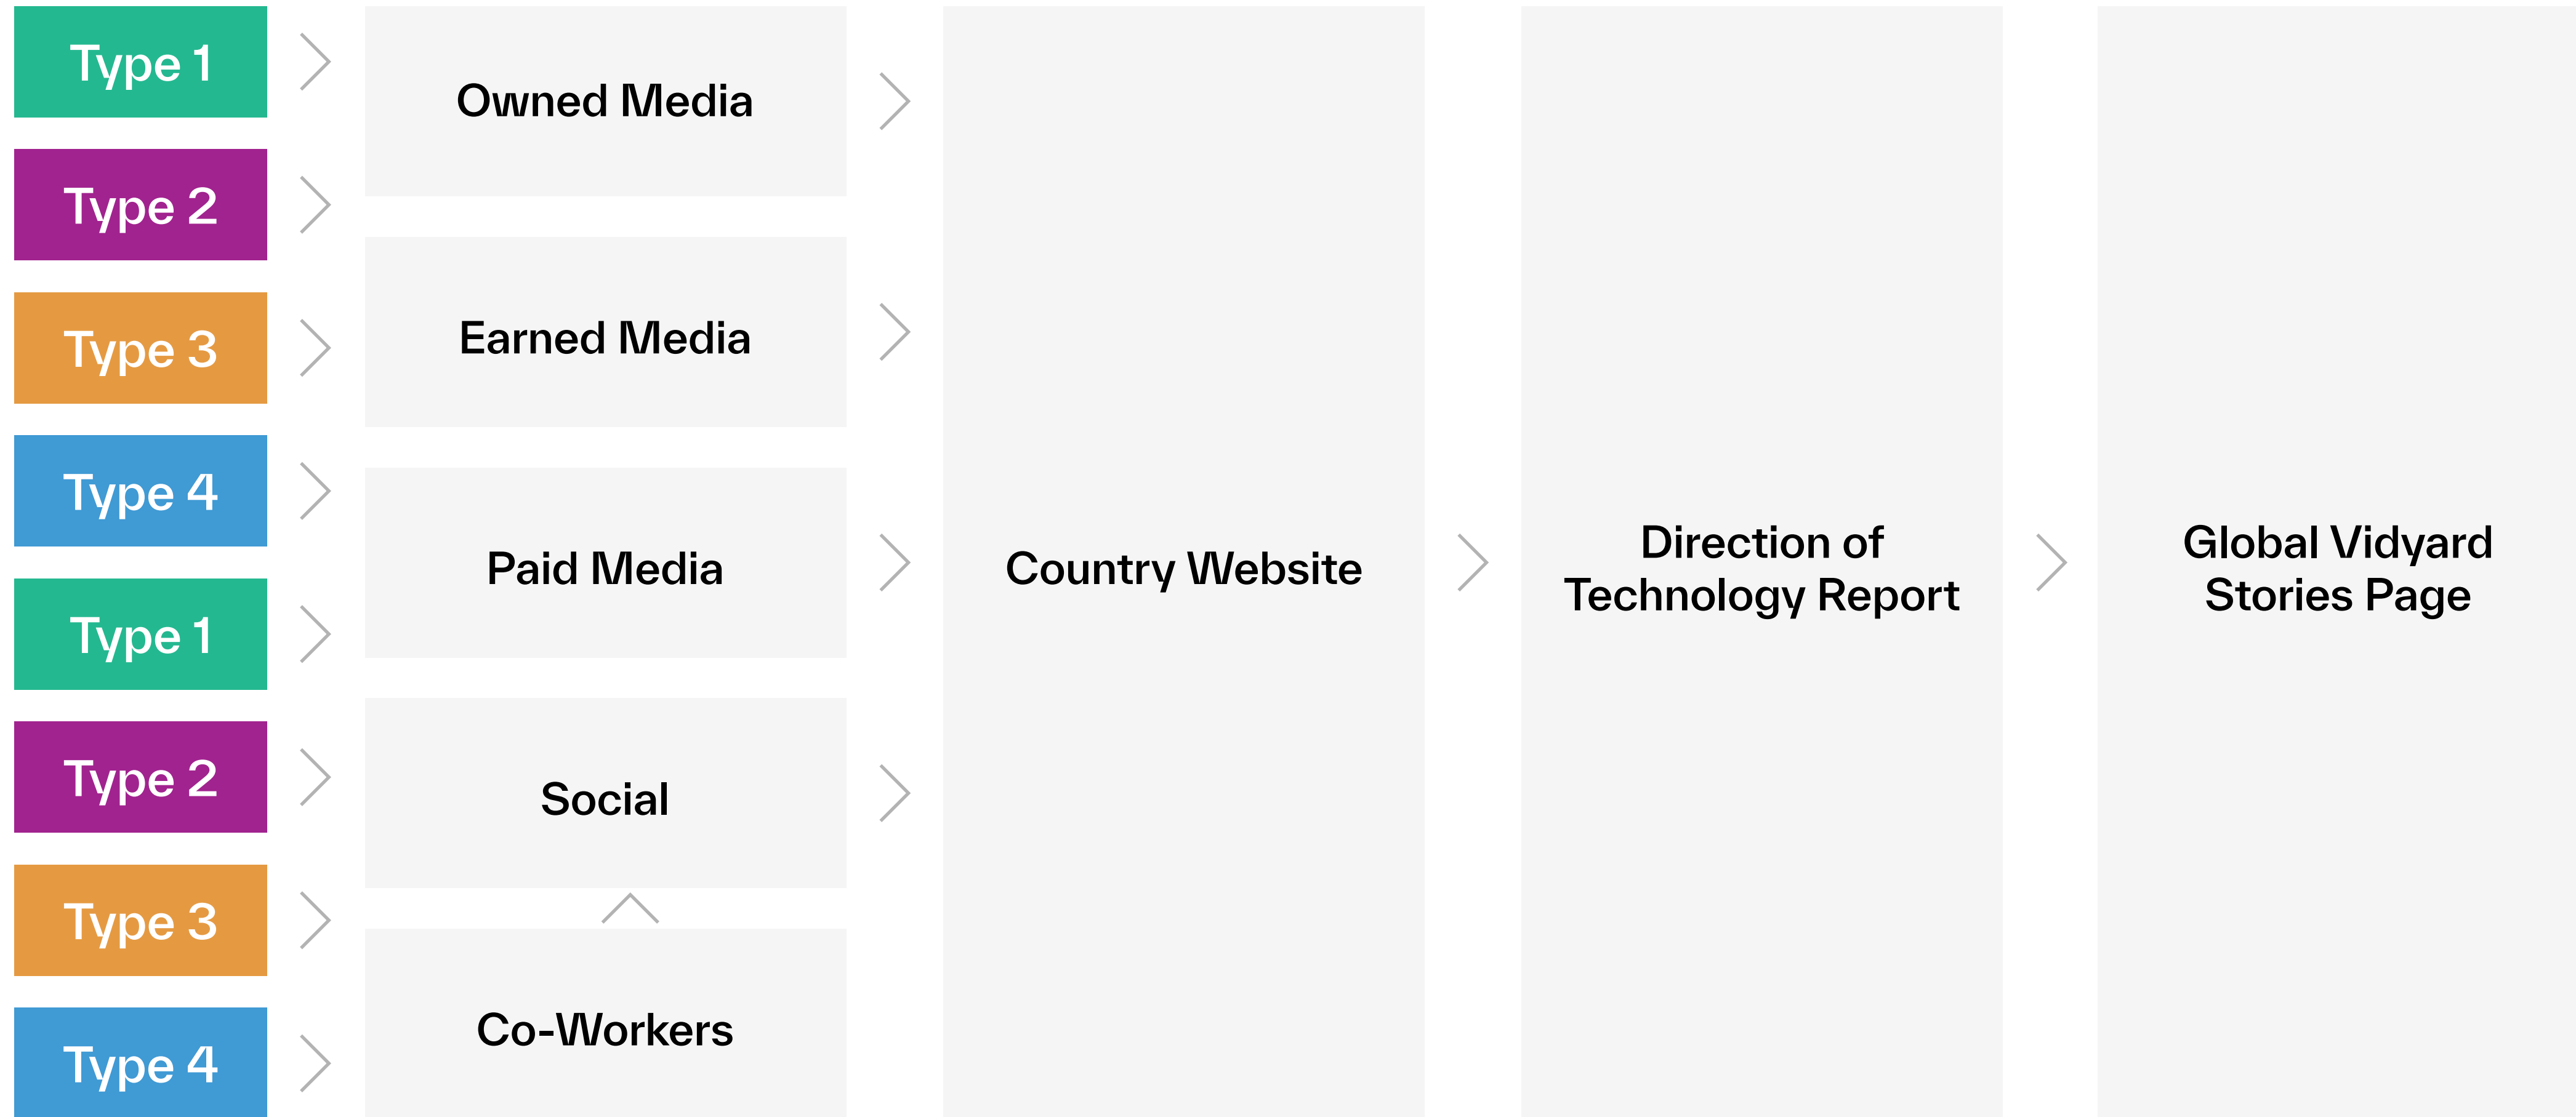 Type 1
Type 2
Type 3
Type 4
Type 1
Type 2
Type 3
Type 4
Owned Media
Earned Media
Paid Media
Social
Co-Workers
Country Website
Direction of
Technology Report
Global Vidyard
Stories Page